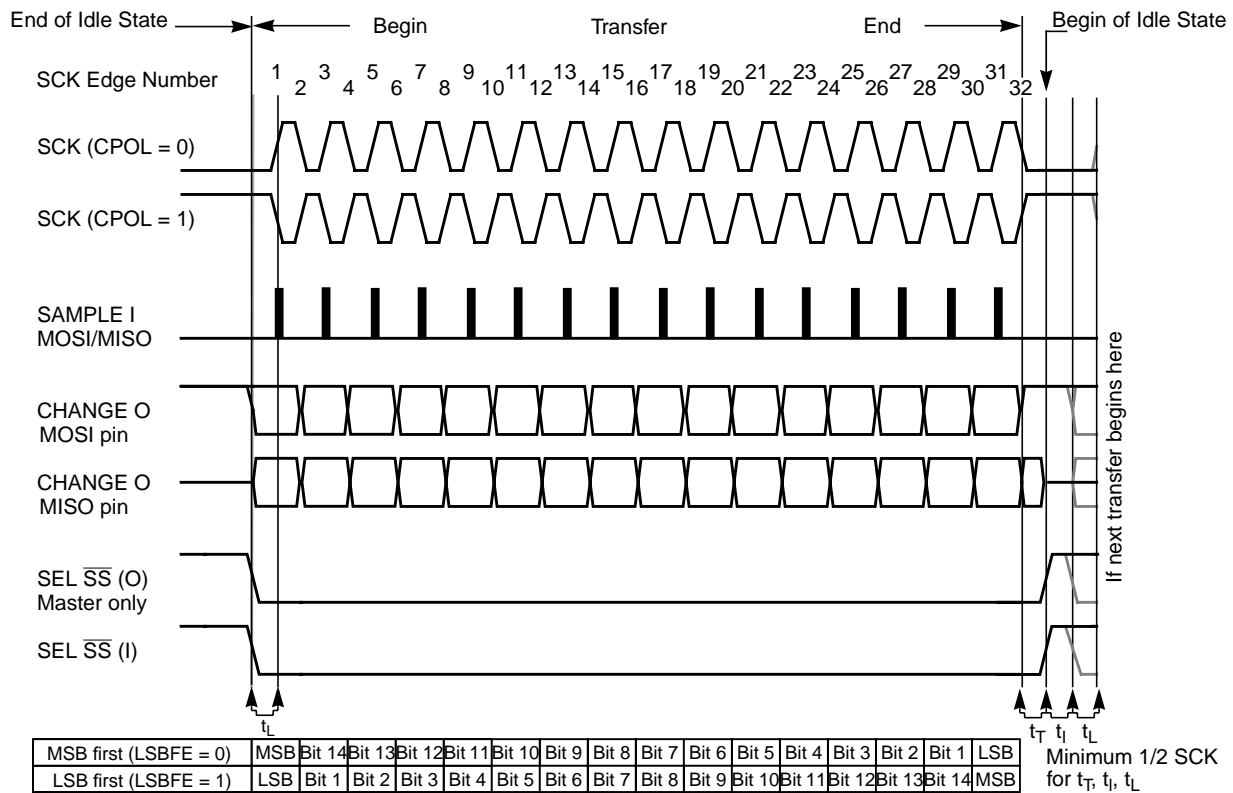 End of Idle State
Begin
Transfer
End
Begin of Idle State
SCK Edge Number
1 2 3 4 5 6 7 8 9 10 11 12 13 14 15 16 17 18 19 20 21 22 23 24 25 26 27 28 29 30 31 32
SCK (CPOL = 0)
SCK (CPOL = 1)
SAMPLE I
MOSI/MISO
CHANGE O
MOSI pin
CHANGE O
MISO pin
SEL SS (O)
Master only
SEL SS (I)
If next transfer begins here
tL
tT tI tL
MSB first (LSBFE = 0) MSB Bit 14 Bit 13 Bit 12 Bit 11 Bit 10 Bit 9 Bit 8 Bit 7 Bit 6 Bit 5 Bit 4 Bit 3 Bit 2 Bit 1 LSB
LSB first (LSBFE = 1) LSB Bit 1 Bit 2 Bit 3 Bit 4 Bit 5 Bit 6 Bit 7 Bit 8 Bit 9 Bit 10 Bit 11 Bit 12 Bit 13 Bit 14 MSB
Minimum 1/2 SCK
for tT, tI, tL